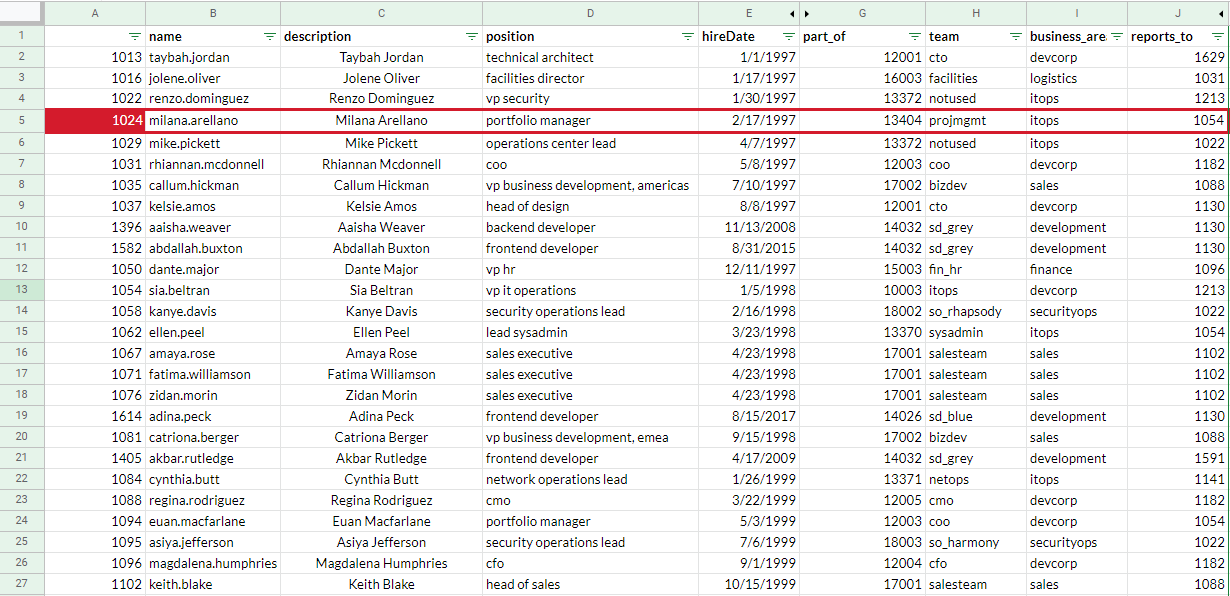 A B C D E G H I J
1 name description position hireDate part_of team business_are reports_to
2 1013 taybah.jordan Taybah Jordan technical architect 1/1/1997 12001 cto devcorp 1629
3 1016 jolene.oliver Jolene Oliver facilities director 1/17/1997 16003 facilities logistics 1031
4 1022 renzo.dominguez Renzo Dominguez vp security 1/30/1997 13372 notused itops 1213
5 1024 milana.arellano Milana Arellano portfolio manager 2/17/1997 13404 projmgmt itops 1054
6 1029 mike.pickett Mike Pickett operations center lead 4/7/1997 13372 notused itops 1022
7 1031 rhiannan.mcdonnell Rhiannan Mcdonnell coo 5/8/1997 12003 coo devcorp 1182
8 1035 callum.hickman Callum Hickman vp business development, americas 7/10/1997 17002 bizdev sales 1088
9 1037 kelsie.amos Kelsie Amos head of design 8/8/1997 12001 cto devcorp 1130
10 1396 aaisha.weaver Aaisha Weaver backend developer 11/13/2008 14032 sd_grey development 1130
11 1582 abdallah.buxton Abdallah Buxton frontend developer 8/31/2015 14032 sd_grey development 1130
12 1050 dante.major Dante Major vp hr 12/11/1997 15003 fin_hr finance 1096
13 1054 sia.beltran Sia Beltran vp it operations 1/5/1998 10003 itops devcorp 1213
14 1058 kanye.davis Kanye Davis security operations lead 2/16/1998 18002 so_rhapsody securityops 1022
15 1062 ellen.peel Ellen Peel lead sysadmin 3/23/1998 13370 sysadmin itops 1054
16 1067 amaya.rose Amaya Rose sales executive 4/23/1998 17001 salesteam sales 1102
17 1071 fatima.williamson Fatima Williamson sales executive 4/23/1998 17001 salesteam sales 1102
18 1076 zidan.morin Zidan Morin sales executive 4/23/1998 17001 salesteam sales 1102
19 1614 adina.peck Adina Peck frontend developer 8/15/2017 14026 sd_blue development 1130
20 1081 catriona.berger Catriona Berger vp business development, emea 9/15/1998 17002 bizdev sales 1088
21 1405 akbar.rutledge Akbar Rutledge frontend developer 4/17/2009 14032 sd_grey development 1591
22 1084 cynthia.butt Cynthia Butt network operations lead 1/26/1999 13371 netops itops 1141
23 1088 regina.rodriguez Regina Rodriguez cmo 3/22/1999 12005 cmo devcorp 1182
24 1094 euan.macfarlane Euan Macfarlane portfolio manager 5/3/1999 12003 coo devcorp 1054
25 1095 asiya.jefferson Asiya Jefferson security operations lead 7/6/1999 18003 so_harmony securityops 1022
26 1096 magdalena.humphries Magdalena Humphries cfo 9/1/1999 12004 cfo devcorp 1182
27 1102 keith.blake Keith Blake head of sales 10/15/1999 17001 salesteam sales 1088